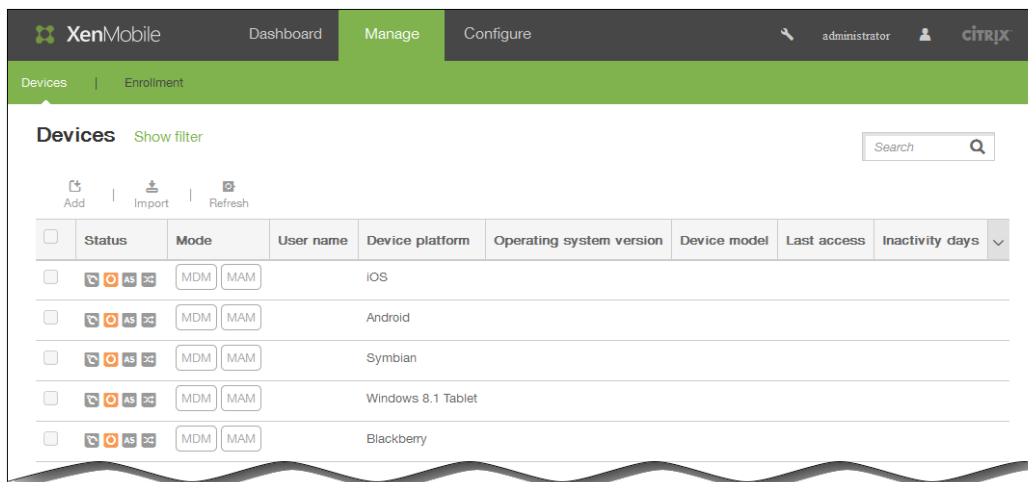 XenMobile Dashboard Manage Configure administrator CİTRIX
Devices | Enrollment
Devices Show filter
Search
Add | Import | Refresh
Status Mode User name Device platform Operating system version Device model Last access Inactivity days
AS MDM MAM iOS
AS MDM MAM Android
AS MDM MAM Symbian
AS MDM MAM Windows 8.1 Tablet
AS MDM MAM Blackberry